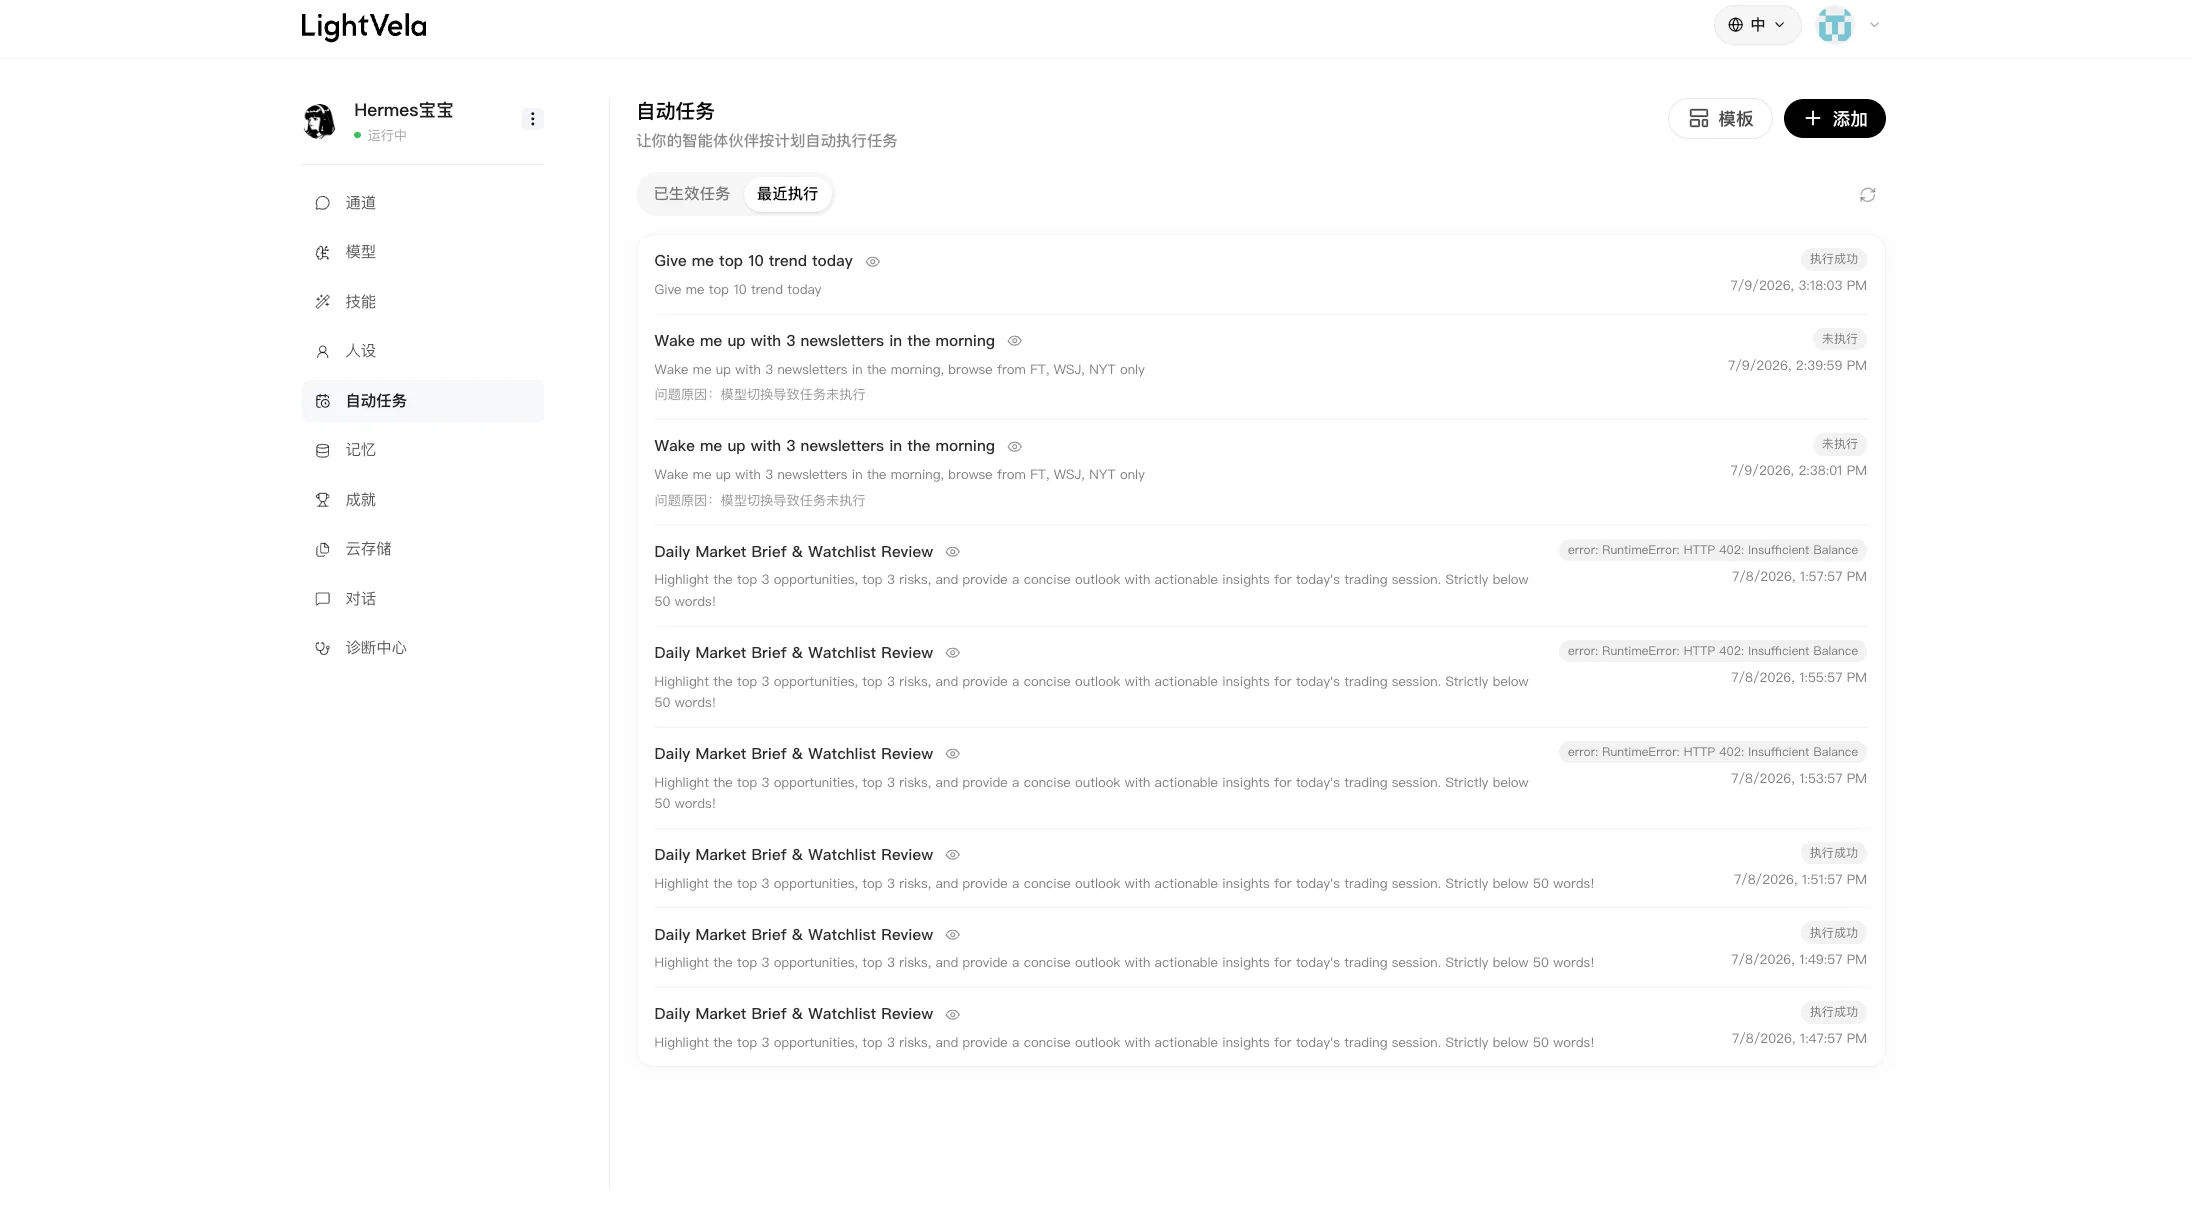 LightVela
中
Hermes宝宝
运行中
通道
模型
技能
人设
自动任务
记忆
成就
云存储
对话
诊断中心
自动任务
让你的智能体伙伴按计划自动执行任务
模板
添加
已生效任务
最近执行
Give me top 10 trend today
执行成功
Give me top 10 trend today
7/9/2026, 3:18:03 PM
Wake me up with 3 newsletters in the morning
未执行
Wake me up with 3 newsletters in the morning, browse from FT, WSJ, NYT only
7/9/2026, 2:39:59 PM
问题原因：模型切换导致任务未执行
Wake me up with 3 newsletters in the morning
未执行
Wake me up with 3 newsletters in the morning, browse from FT, WSJ, NYT only
7/9/2026, 2:38:01 PM
问题原因：模型切换导致任务未执行
Daily Market Brief & Watchlist Review
error: RuntimeError: HTTP 402: Insufficient Balance
Highlight the top 3 opportunities, top 3 risks, and provide a concise outlook with actionable insights for today's trading session. Strictly below
50 words!
7/8/2026, 1:57:57 PM
Daily Market Brief & Watchlist Review
error: RuntimeError: HTTP 402: Insufficient Balance
Highlight the top 3 opportunities, top 3 risks, and provide a concise outlook with actionable insights for today's trading session. Strictly below
50 words!
7/8/2026, 1:55:57 PM
Daily Market Brief & Watchlist Review
error: RuntimeError: HTTP 402: Insufficient Balance
Highlight the top 3 opportunities, top 3 risks, and provide a concise outlook with actionable insights for today's trading session. Strictly below
50 words!
7/8/2026, 1:53:57 PM
Daily Market Brief & Watchlist Review
执行成功
Highlight the top 3 opportunities, top 3 risks, and provide a concise outlook with actionable insights for today's trading session. Strictly below 50 words!
7/8/2026, 1:51:57 PM
Daily Market Brief & Watchlist Review
执行成功
Highlight the top 3 opportunities, top 3 risks, and provide a concise outlook with actionable insights for today's trading session. Strictly below 50 words!
7/8/2026, 1:49:57 PM
Daily Market Brief & Watchlist Review
执行成功
Highlight the top 3 opportunities, top 3 risks, and provide a concise outlook with actionable insights for today's trading session. Strictly below 50 words!
7/8/2026, 1:47:57 PM